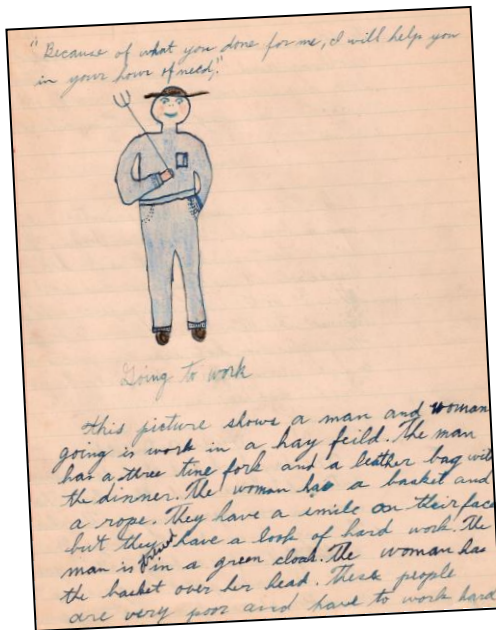 "Because of what you done for me, I will help you
in your hour of need,"
Going to work
This picture shows a man and woman
going is work in a hay feild. The man
has a three tine fork and a leather bag wit
the dinner. The woman has a basket and
a rope. They have a smile on their face
but they have a look of hard work. The
man is in a green cloak. The woman has
the basket over her head. These people
are very poor and have to work hard